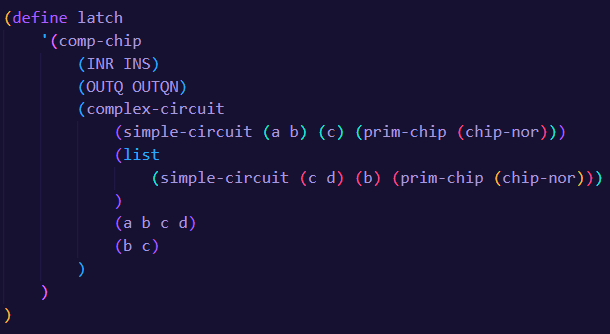 (define latch
    '(comp-chip
        (INR INS)
        (OUTQ OUTQN)
        (complex-circuit
            (simple-circuit (a b) (c) (prim-chip (chip-nor)))
            (list
                (simple-circuit (c d) (b) (prim-chip (chip-nor)))
            )
            (a b c d)
            (b c)
        )
    )
)